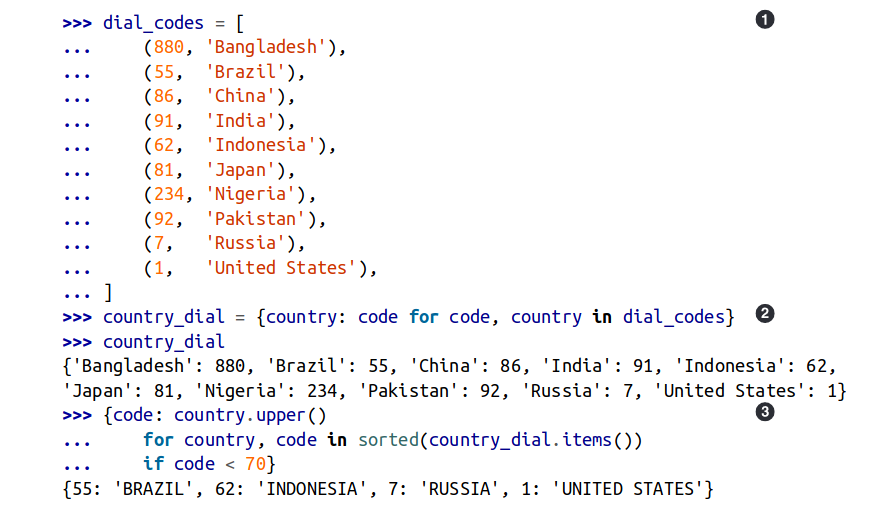 >>> dial_codes = [ ❶
...     (880, 'Bangladesh'),
...     (55,  'Brazil'),
...     (86,  'China'),
...     (91,  'India'),
...     (62,  'Indonesia'),
...     (81,  'Japan'),
...     (234, 'Nigeria'),
...     (92,  'Pakistan'),
...     (7,   'Russia'),
...     (1,   'United States'),
... ]
>>> country_dial = {country: code for code, country in dial_codes} ❷
>>> country_dial
{'Bangladesh': 880, 'Brazil': 55, 'China': 86, 'India': 91, 'Indonesia': 62,
'Japan': 81, 'Nigeria': 234, 'Pakistan': 92, 'Russia': 7, 'United States': 1}
>>> {code: country.upper() ❸
...     for country, code in sorted(country_dial.items())
...     if code < 70}
{55: 'BRAZIL', 62: 'INDONESIA', 7: 'RUSSIA', 1: 'UNITED STATES'}